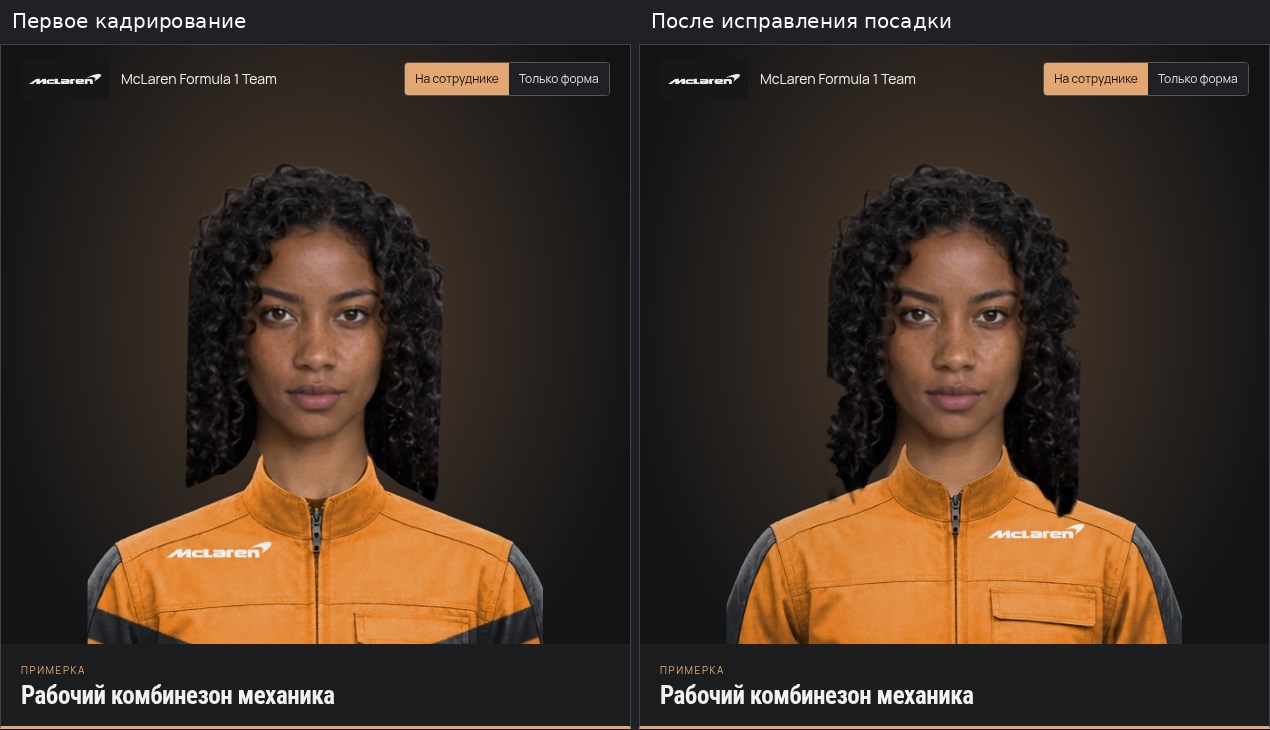 Первое кадрирование
После исправления посадки
McLaren
McLaren Formula 1 Team
На сотруднике
Только форма
McLaren
McLaren Formula 1 Team
На сотруднике
Только форма
McLaren
McLaren
ПРИМЕРКА
Рабочий комбинезон механика
ПРИМЕРКА
Рабочий комбинезон механика